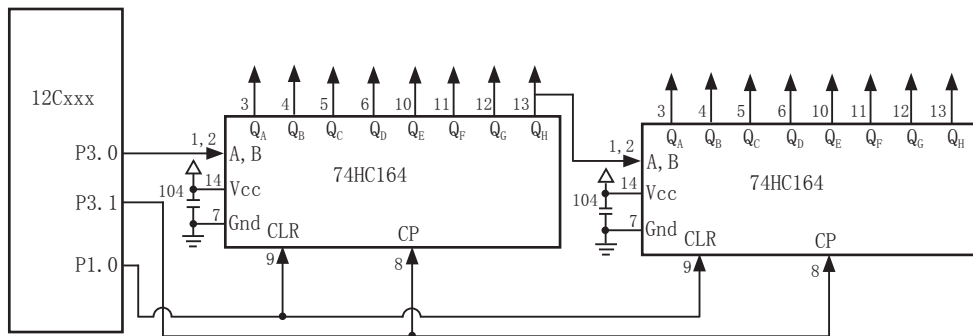 12Cxxx
P3.0
P3.1
P1.0
3 4 5 6 10 11 12 13
QA QB QC QD QE QF QG QH
1,2
A,B
74HC164
14
Vcc
104
7
Gnd
CLR
CP
9
8
3 4 5 6 10 11 12 13
QA QB QC QD QE QF QG QH
1,2
A,B
74HC164
14
Vcc
104
7
Gnd
CLR
CP
9
8